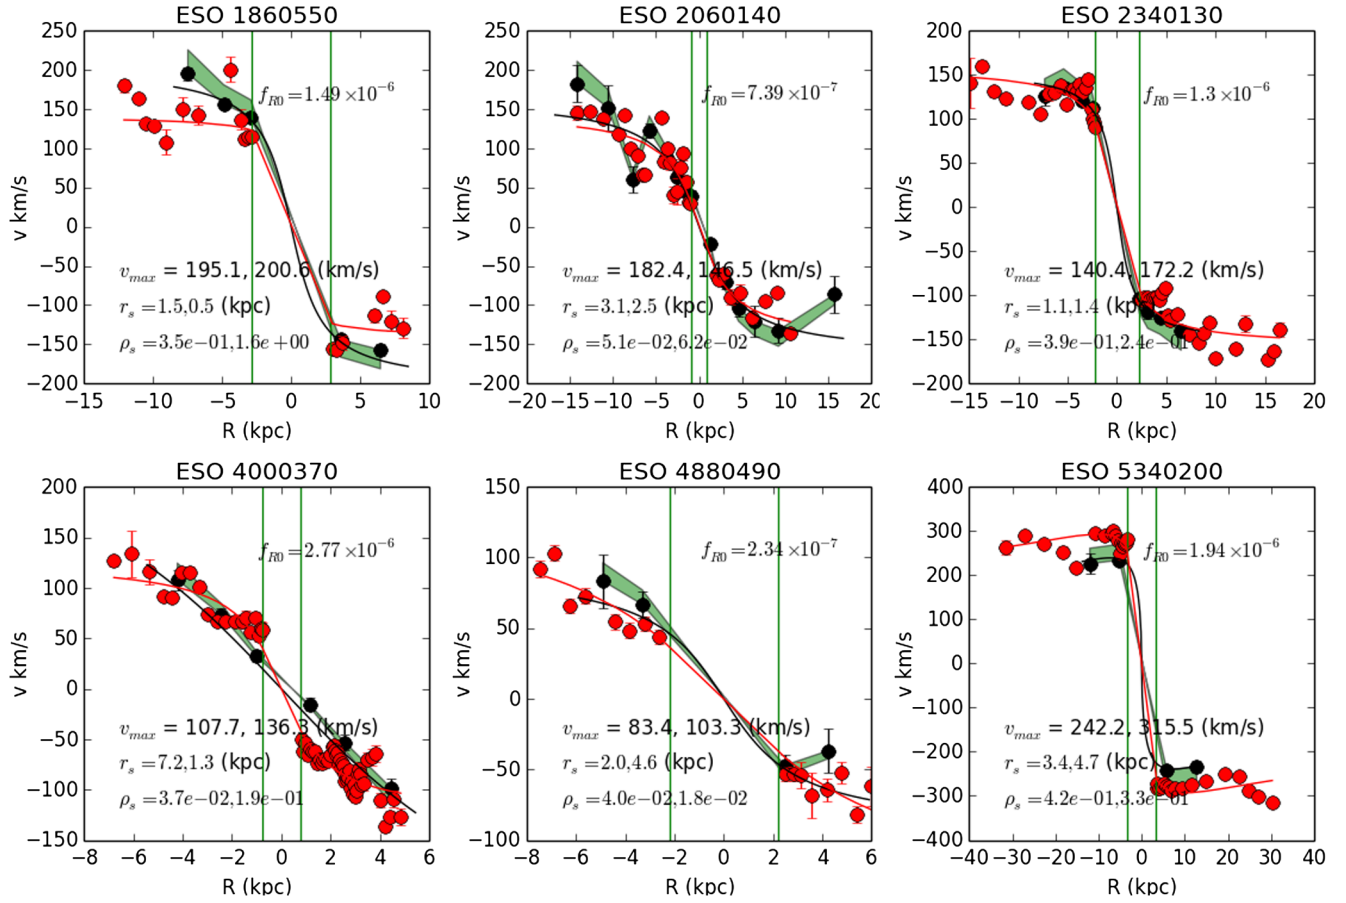 ESO 1860550
250
200
150
100
50
0
−50
−100
−150
−200
v km/s
f_R0 =1.49×10^−6
v_max = 195.1, 200.6 (km/s)
r_s =1.5,0.5 (kpc)
ρ_s =3.5e−01,1.6e+00
−15 −10 −5 0 5 10
R (kpc)
ESO 2060140
250
200
150
100
50
0
−50
−100
−150
−200
v km/s
f_R0 =7.39×10^−7
v_max = 182.4, 146.5 (km/s)
r_s =3.1,2.5 (kpc)
ρ_s =5.1e−02,6.2e−02
−20 −15 −10 −5 0 5 10 15 20
R (kpc)
ESO 2340130
200
150
100
50
0
−50
−100
−150
−200
v km/s
f_R0 =1.3×10^−6
v_max = 140.4, 172.2 (km/s)
r_s =1.1,1.4 (kpc)
ρ_s =3.9e−01,2.4e−01
−15 −10 −5 0 5 10 15 20
R (kpc)
ESO 4000370
200
150
100
50
0
−50
−100
−150
v km/s
f_R0 =2.77×10^−6
v_max = 107.7, 136.3 (km/s)
r_s =7.2,1.3 (kpc)
ρ_s =3.7e−02,1.9e−01
−8 −6 −4 −2 0 2 4 6
R (kpc)
ESO 4880490
150
100
50
0
−50
−100
v km/s
f_R0 =2.34×10^−7
v_max = 83.4, 103.3 (km/s)
r_s =2.0,4.6 (kpc)
ρ_s =4.0e−02,1.8e−02
−8 −6 −4 −2 0 2 4 6
R (kpc)
ESO 5340200
400
300
200
100
0
−100
−200
−300
−400
v km/s
f_R0 =1.94×10^−6
v_max = 242.2, 315.5 (km/s)
r_s =3.4,4.7 (kpc)
ρ_s =4.2e−01,3.3e−01
−40 −30 −20 −10 0 10 20 30 40
R (kpc)